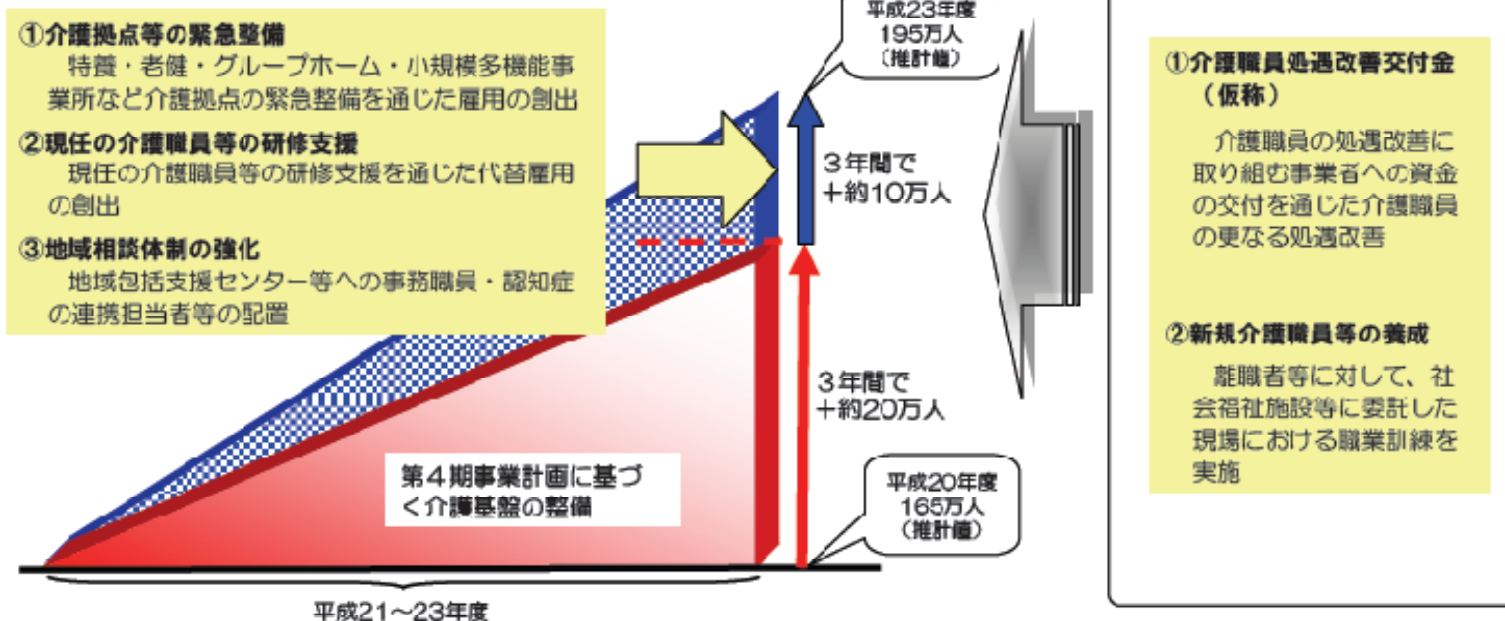 ①介護拠点等の緊急整備
特養・老健・グループホーム・小規模多機能事
業所など介護拠点の緊急整備を通じた雇用の創出
②現任の介護職員等の研修支援
現任の介護職員等の研修支援を通じた代替雇用
の創出
③地域相談体制の強化
地域包括支援センター等への事務職員・認知症
の連携担当者等の配置
平成23年度
195万人
（推計値）
3年間で
＋約10万人
3年間で
＋約20万人
第4期事業計画に基づ
く介護基盤の整備
平成20年度
165万人
（推計値）
平成21～23年度
①介護職員処遇改善交付金
（仮称）
介護職員の処遇改善に
取り組む事業者への資金
の交付を通じた介護職員
の更なる処遇改善
②新規介護職員等の養成
離職者等に対して、社
会福祉施設等に委託した
現場における職業訓練を
実施